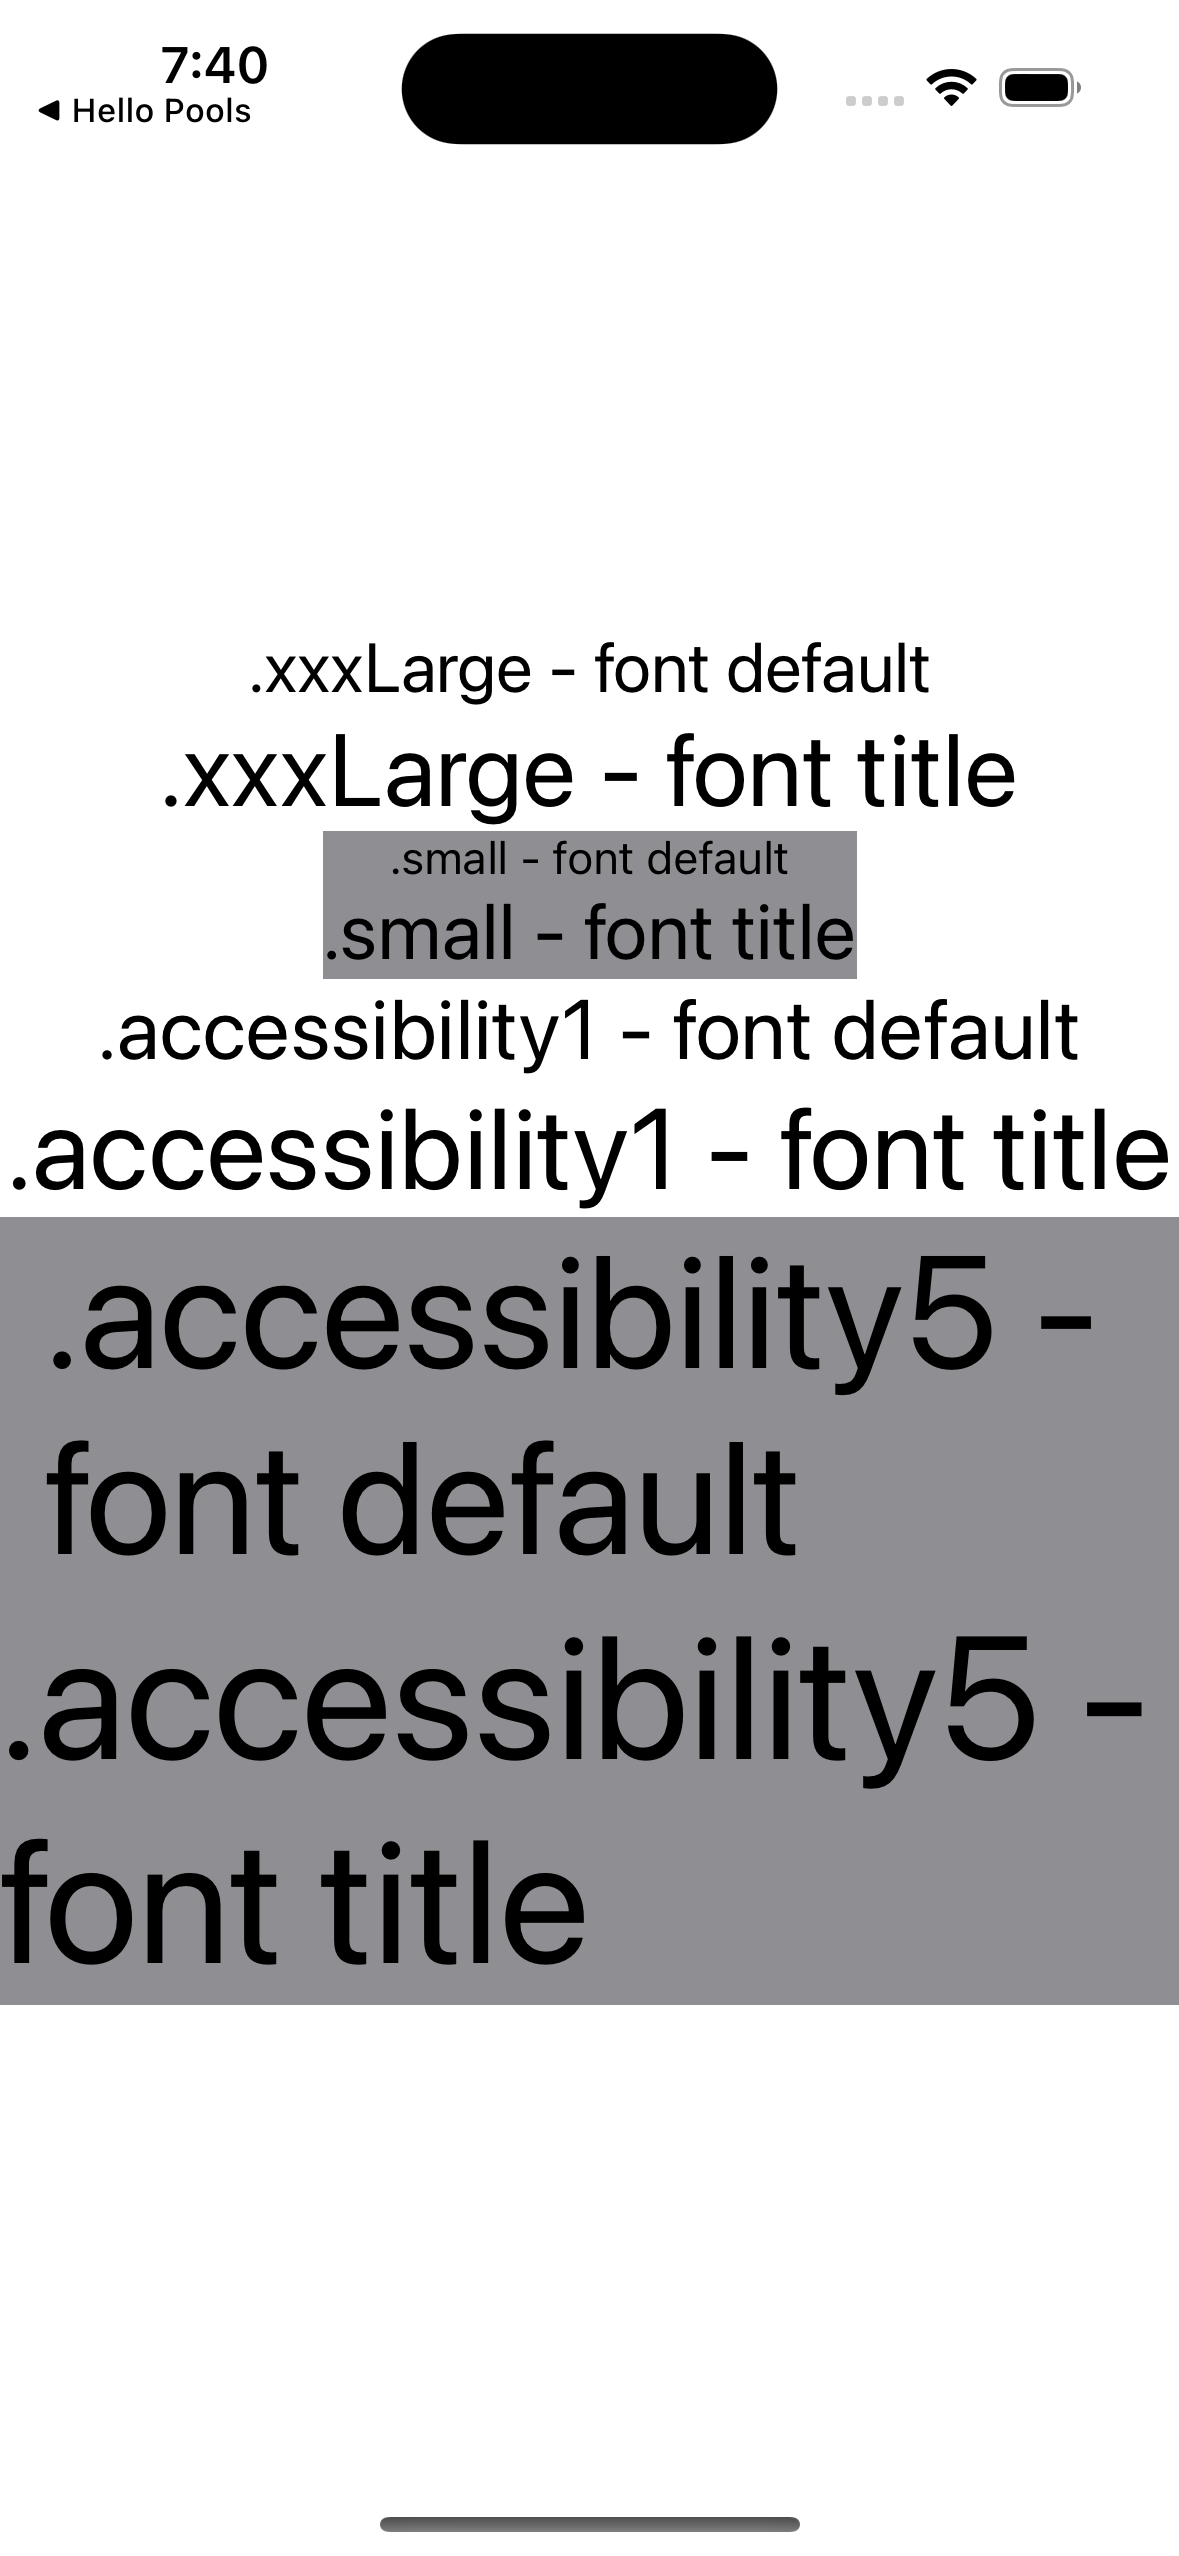 7:40
Hello Pools
.xxxLarge - font default
.xxxLarge - font title
.small - font default
.small - font title
.accessibility1 - font default
.accessibility1 - font title
.accessibility5 -
font default
.accessibility5 -
font title